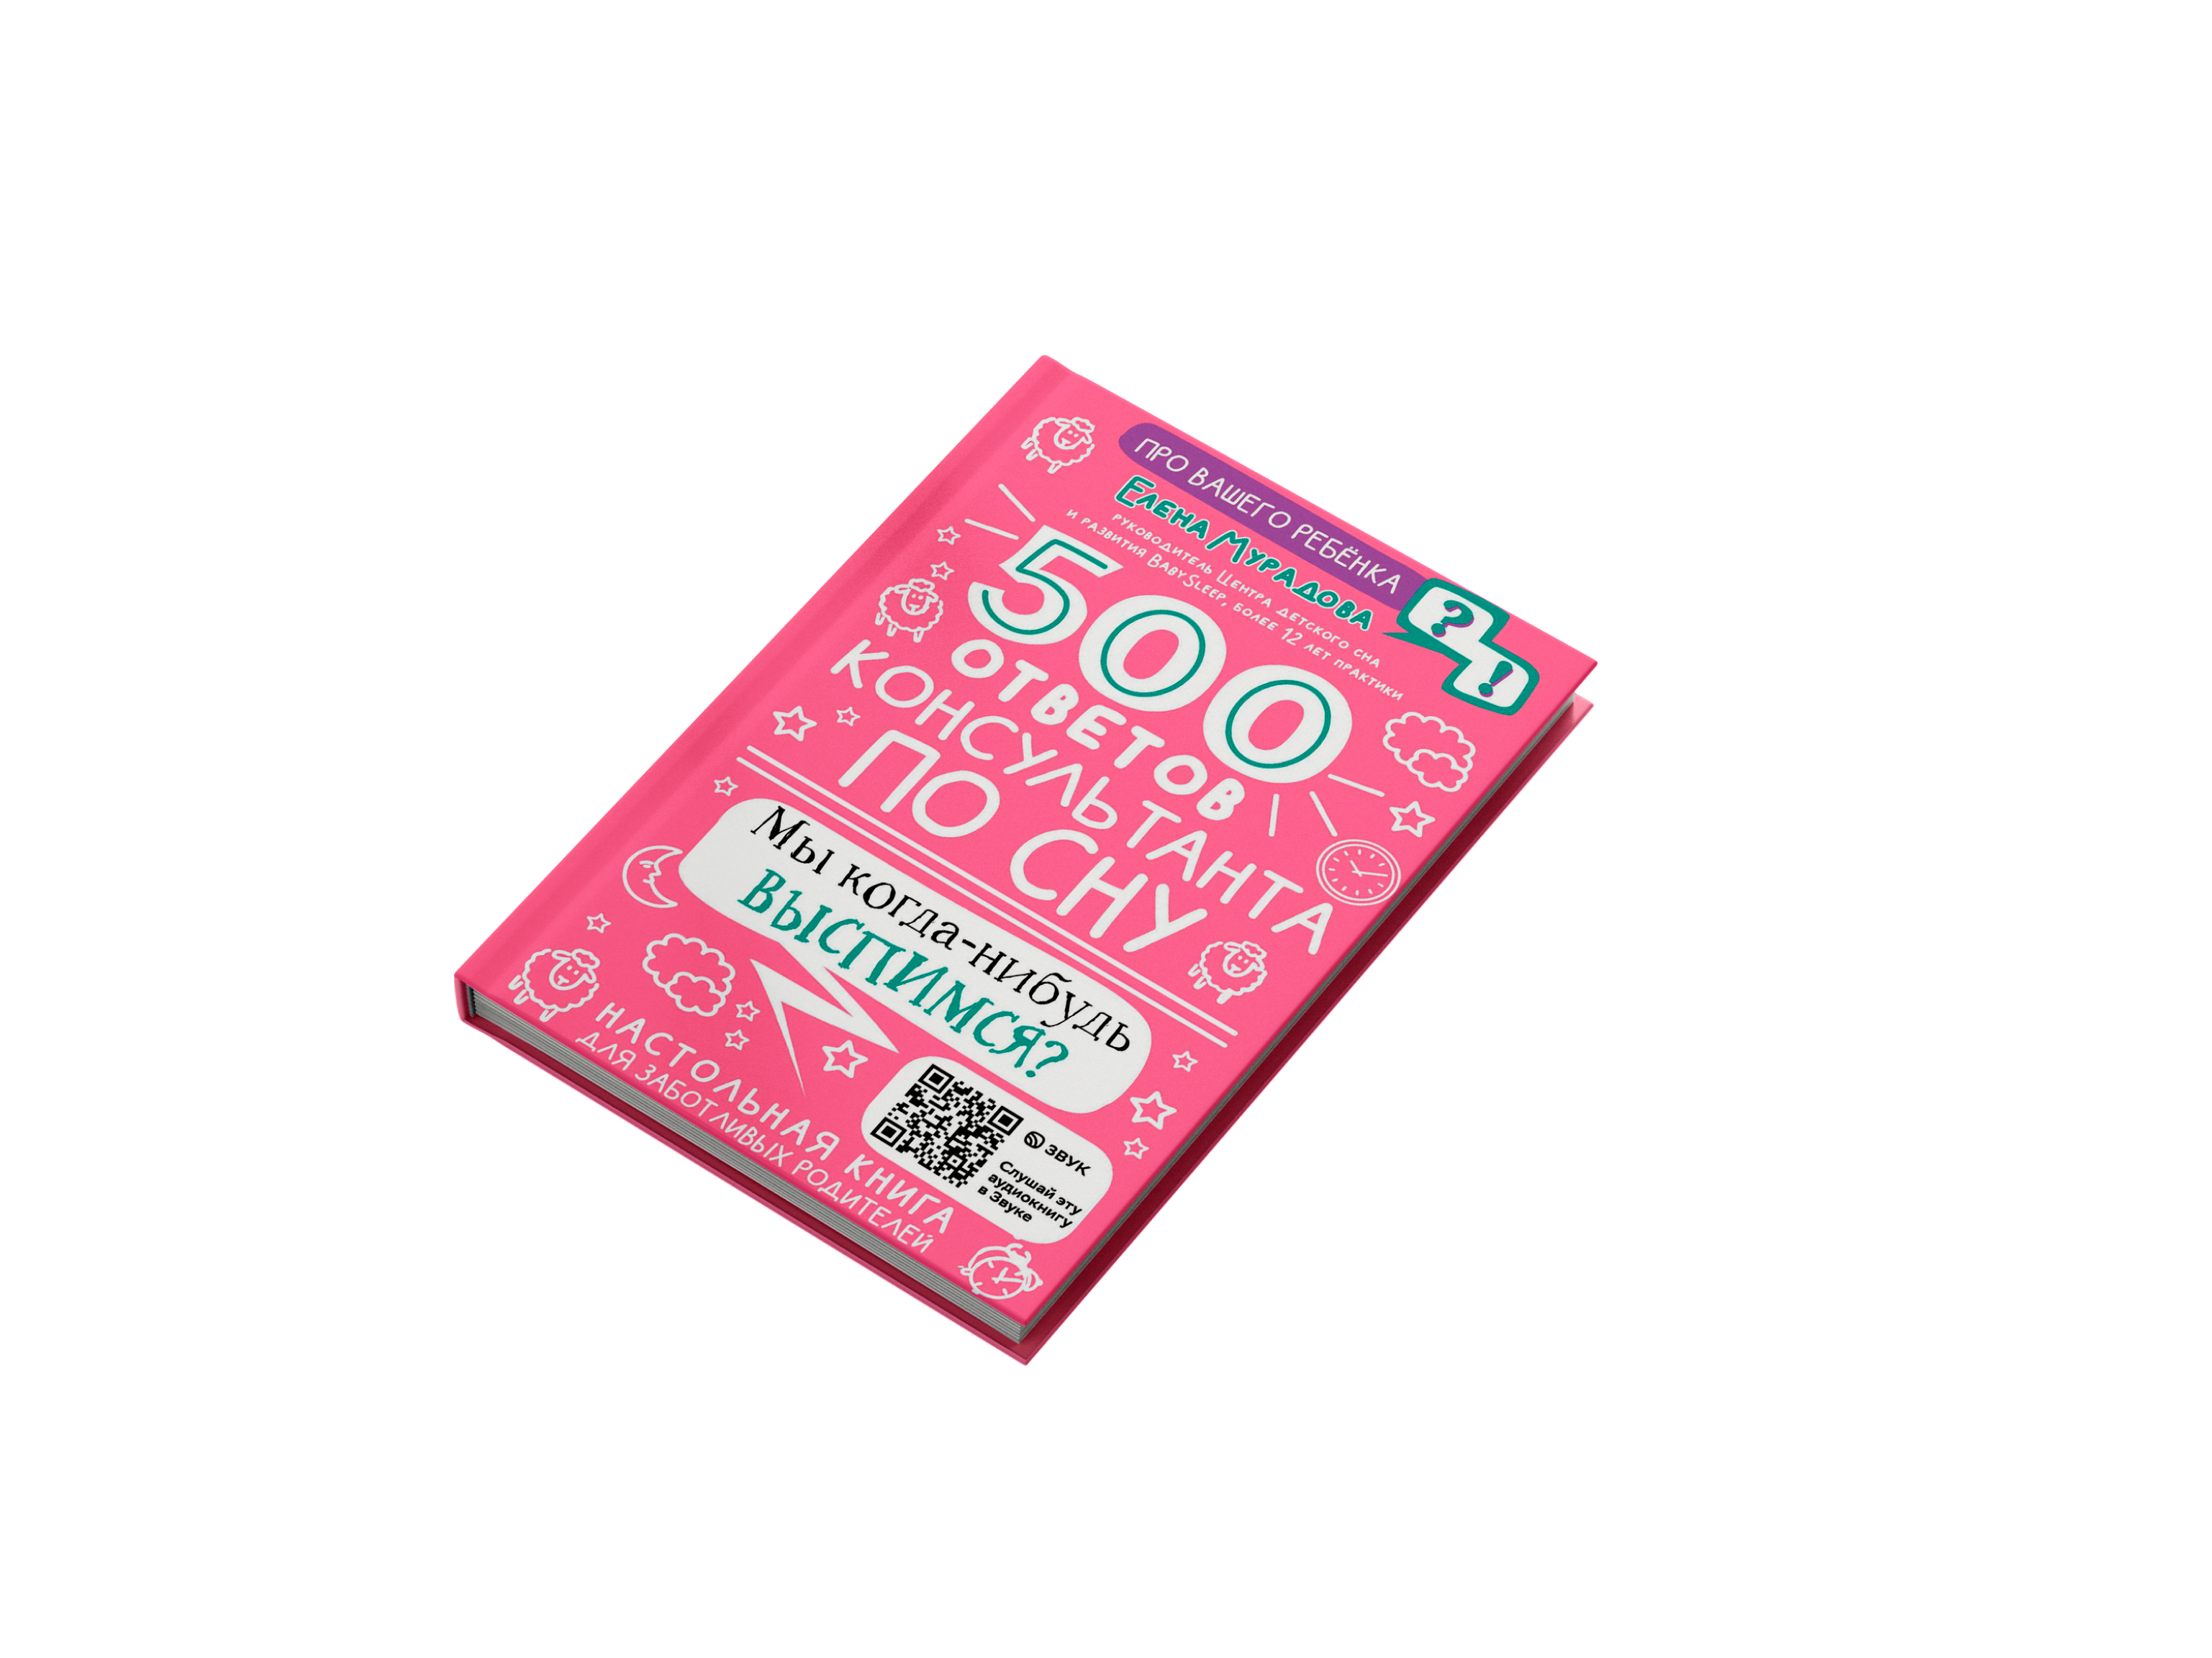 ПРО ВАШЕГО РЕБЁНКА
?
!
ЕЛЕНА МУРАДОВА
РУКОВОДИТЕЛЬ ЦЕНТРА ДЕТСКОГО СНА
И РАЗВИТИЯ BABYSLEEP, БОЛЕЕ 12 ЛЕТ ПРАКТИКИ
500
ОТВЕТОВ
КОНСУЛЬТАНТА
ПО СНУ
Мы когда-нибудь
ВЫСПИМСЯ?
ЗВУК
Слушай эту
аудиокнигу
в Звуке
НАСТОЛЬНАЯ КНИГА
ДЛЯ ЗАБОТЛИВЫХ РОДИТЕЛЕЙ